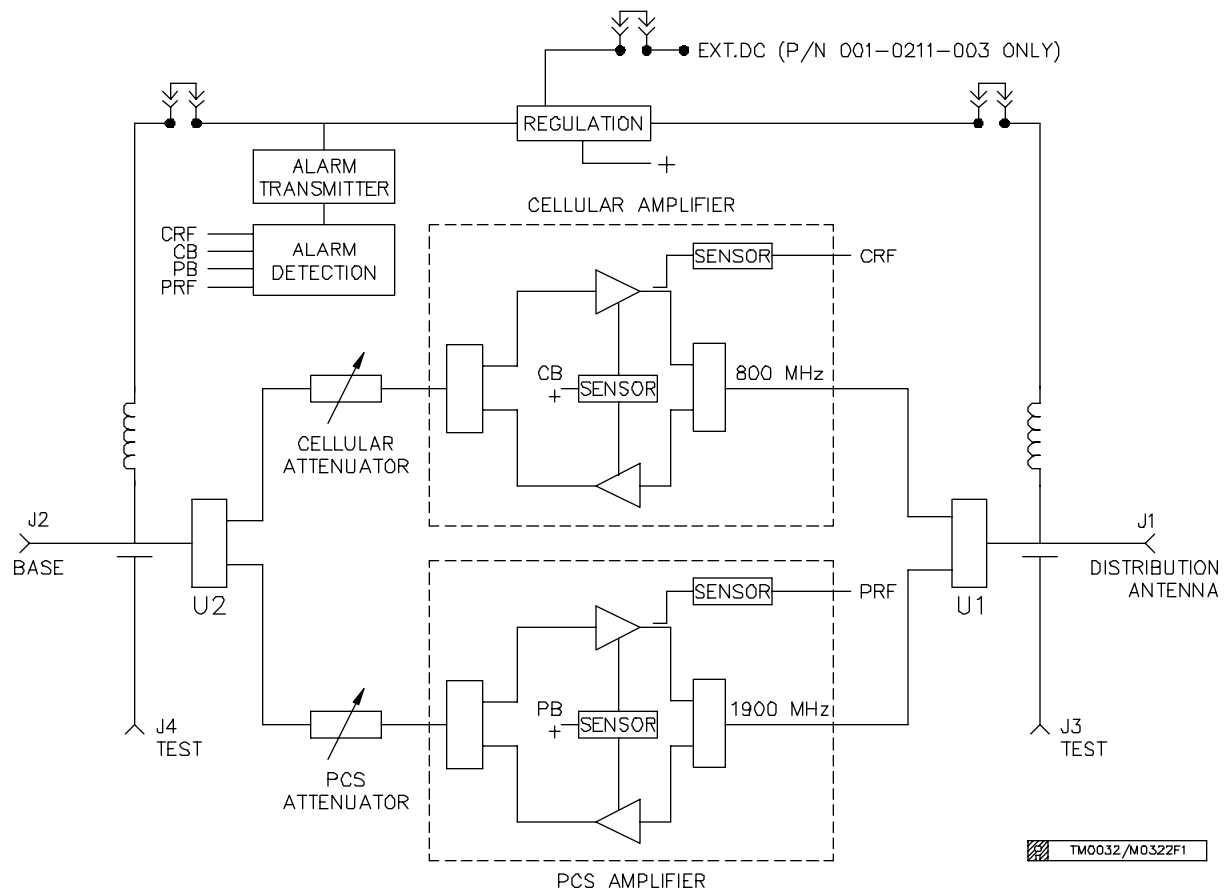 EXT.DC (P/N 001-0211-003 ONLY)
REGULATION
+
ALARM
TRANSMITTER
CELLULAR AMPLIFIER
CRF
CB
PB
PRF
ALARM
DETECTION
SENSOR
CRF
CB
+
SENSOR
800 MHz
CELLULAR
ATTENUATOR
J2
BASE
U2
J1
DISTRIBUTION
ANTENNA
U1
SENSOR
PRF
PB
+
SENSOR
1900 MHz
J4
TEST
J3
TEST
PCS
ATTENUATOR
TM0032/M0322F1
PCS AMPLIFIER